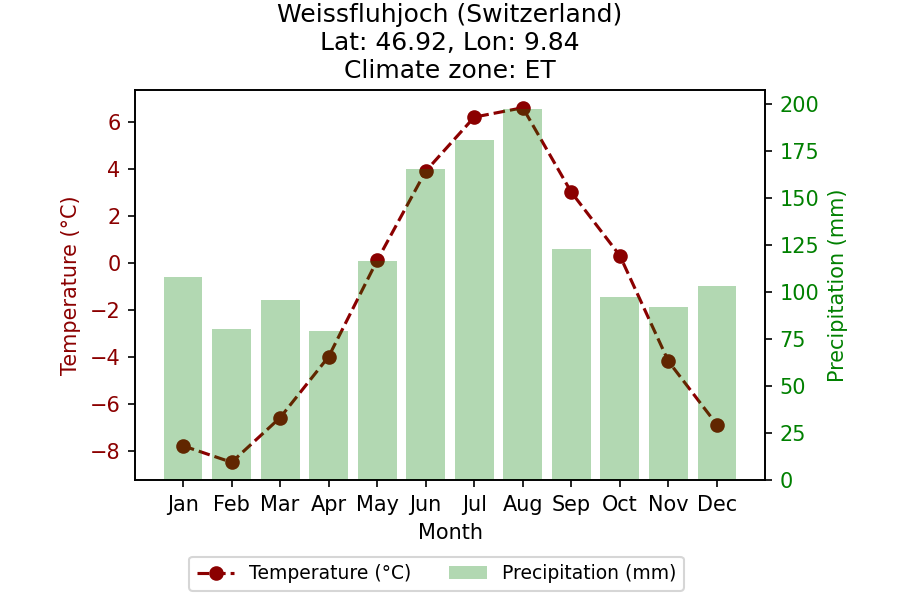 Weissfluhjoch (Switzerland)
Lat: 46.92, Lon: 9.84
Climate zone: ET
6
4
2
0
−2
−4
−6
−8
Temperature (°C)
200
175
150
125
100
75
50
25
0
Precipitation (mm)
Jan Feb Mar Apr May Jun Jul Aug Sep Oct Nov Dec
Month
Temperature (°C) Precipitation (mm)